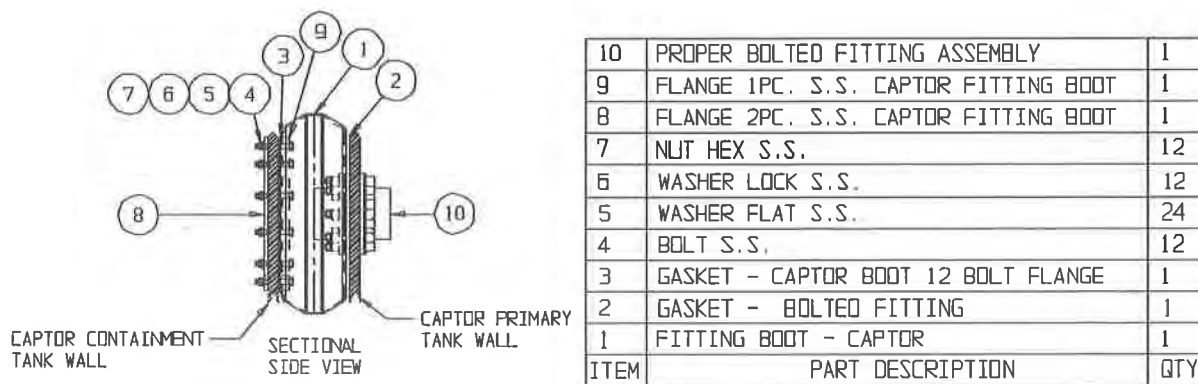 9
3
1
2
7 6 5 4
8
10
CAPTOR CONTAINMENT
TANK WALL
SECTIONAL
SIDE VIEW
CAPTOR PRIMARY
TANK WALL
10 PROPER BOLTED FITTING ASSEMBLY 1
9 FLANGE 1PC. S.S. CAPTOR FITTING BOOT 1
8 FLANGE 2PC. S.S. CAPTOR FITTING BOOT 1
7 NUT HEX S.S. 12
6 WASHER LOCK S.S. 12
5 WASHER FLAT S.S. 24
4 BOLT S.S. 12
3 GASKET - CAPTOR BOOT 12 BOLT FLANGE 1
2 GASKET - BOLTED FITTING 1
1 FITTING BOOT - CAPTOR 1
ITEM PART DESCRIPTION QTY